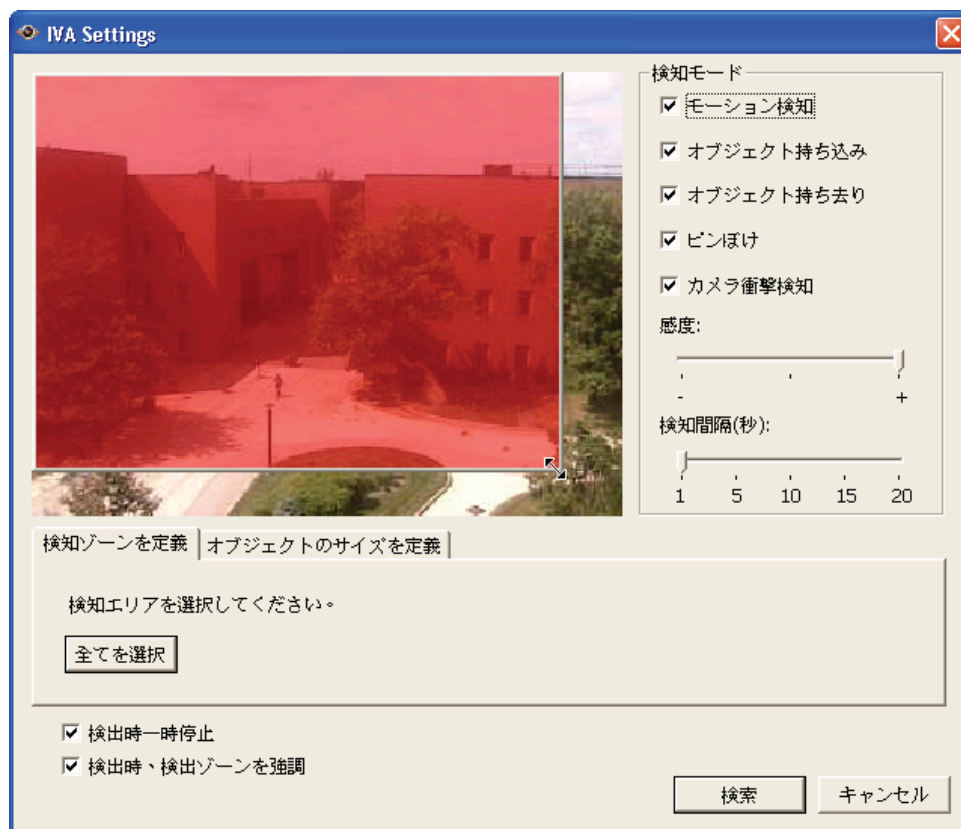 IVA Settings
検知モード
モーション検知
オブジェクト持ち込み
オブジェクト持ち去り
ピンぼけ
カメラ衝撃検知
感度:
- +
検知間隔(秒):
1 5 10 15 20
検知ゾーンを定義 オブジェクトのサイズを定義
検知エリアを選択してください。
全てを選択
検出時一時停止
検出時、検出ゾーンを強調
検索 キャンセル